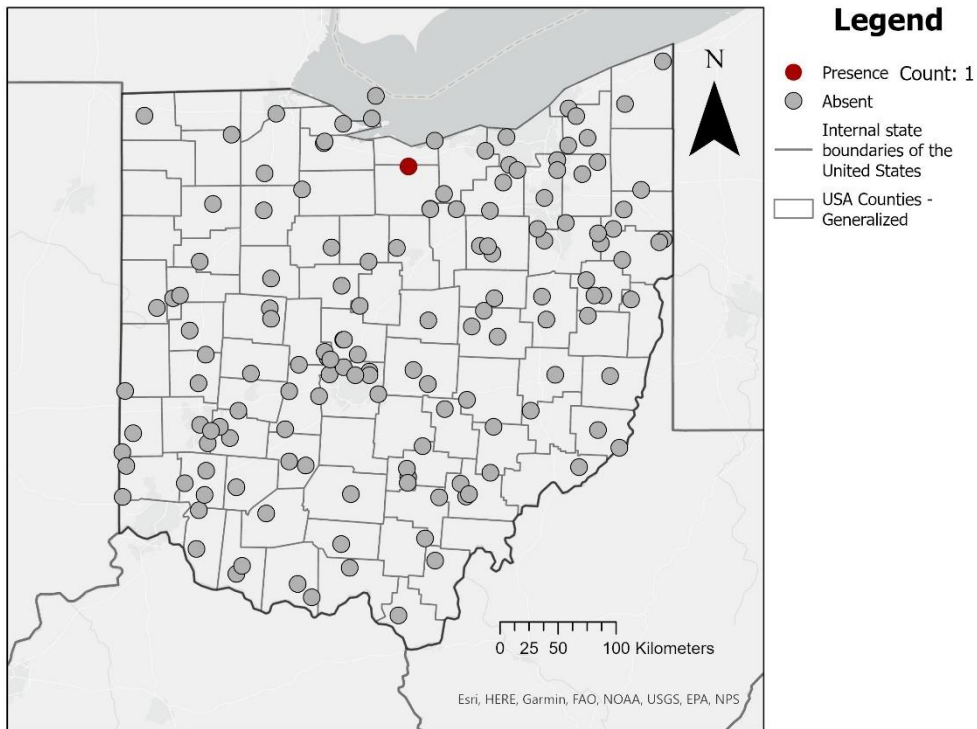 Legend
N
Presence Count: 1
Absent
Internal state
boundaries of the
United States
USA Counties -
Generalized
0 25 50 100 Kilometers
Esri, HERE, Garmin, FAO, NOAA, USGS, EPA, NPS